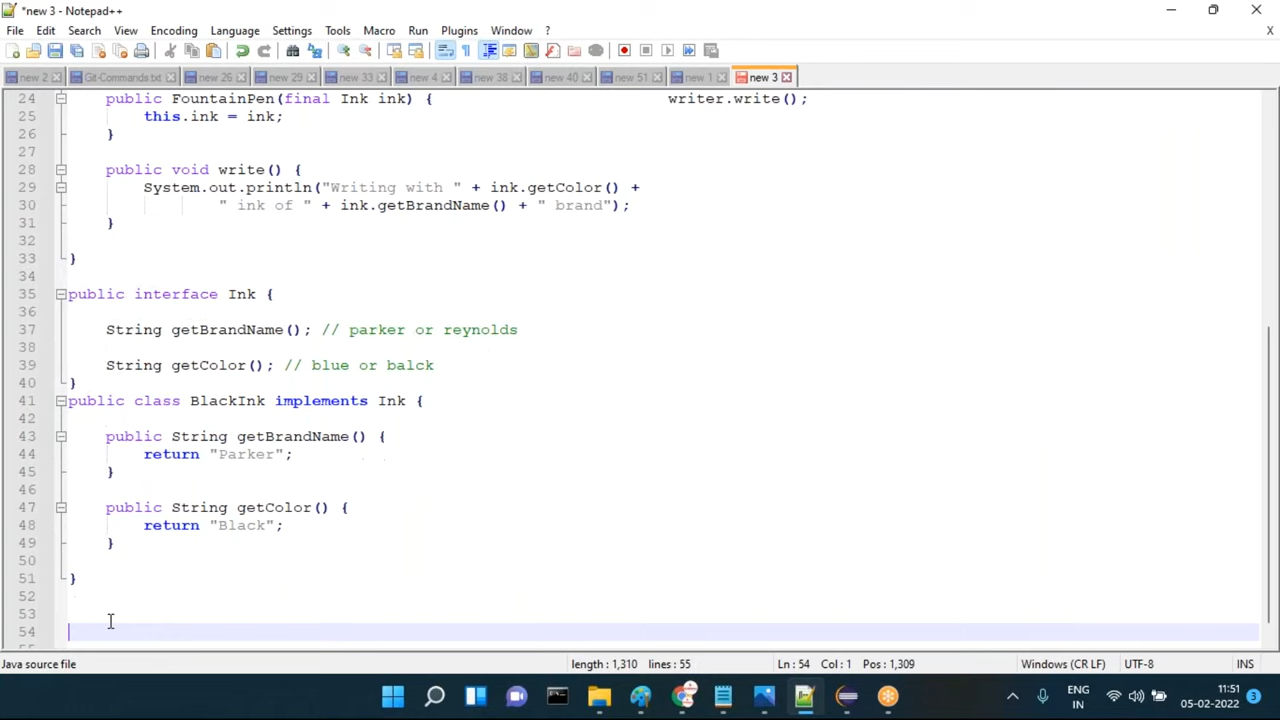 *new 3 - Notepad++
File Edit Search View Encoding Language Settings Tools Macro Run Plugins Window ? X
new 2 Git-Commands.txt new 26 new 29 new 33 new 4 new 38 new 40 new 51 new 1 new 3
24 public FountainPen(final Ink ink) { writer.write();
25 this.ink = ink;
26 }
27
28 public void write() {
29 System.out.println("Writing with " + ink.getColor() +
30 " ink of " + ink.getBrandName() + " brand");
31 }
32
33 }
34
35 public interface Ink {
36
37 String getBrandName(); // parker or reynolds
38
39 String getColor(); // blue or balck
40 }
41 public class BlackInk implements Ink {
42
43 public String getBrandName() {
44 return "Parker";
45 }
46
47 public String getColor() {
48 return "Black";
49 }
50
51 }
52
53
54
55
Java source file length : 1,310 lines : 55 Ln : 54 Col : 1 Pos : 1,309 Windows (CR LF) UTF-8 INS
ENG 11:51
IN 05-02-2022 3